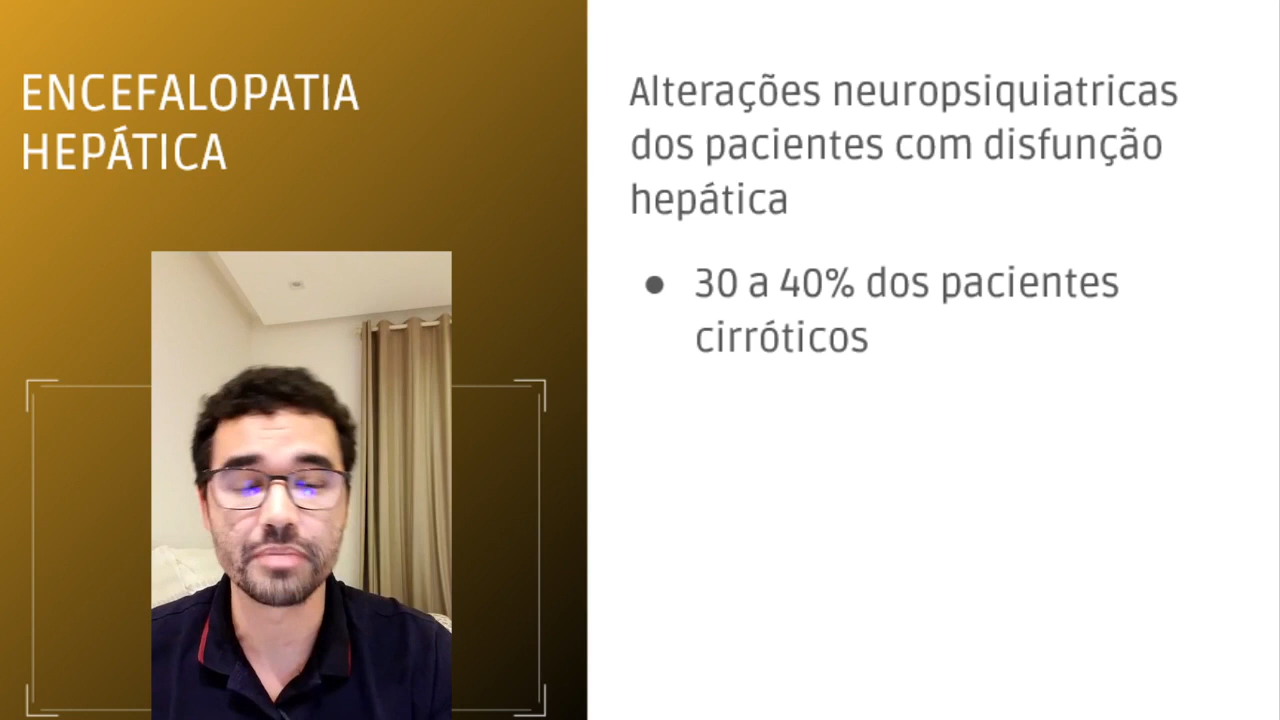 ENCEFALOPATIA
HEPÁTICA
Alterações neuropsiquiatricas
dos pacientes com disfunção
hepática
● 30 a 40% dos pacientes
cirróticos